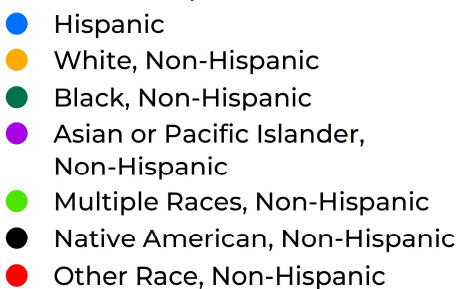 Hispanic
White, Non-Hispanic
Black, Non-Hispanic
Asian or Pacific Islander,
Non-Hispanic
Multiple Races, Non-Hispanic
Native American, Non-Hispanic
Other Race, Non-Hispanic